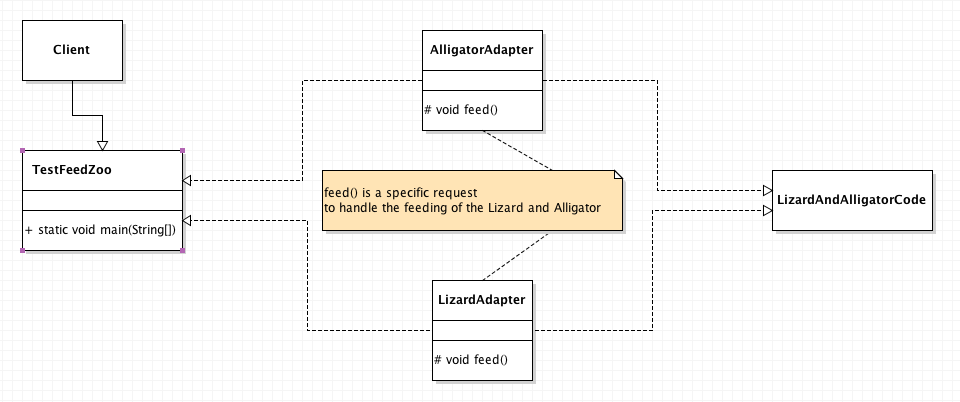 Client
TestFeedZoo
+ static void main(String[])
AlligatorAdapter
# void feed()
feed() is a specific request
to handle the feeding of the Lizard and Alligator
LizardAdapter
# void feed()
LizardAndAlligatorCode